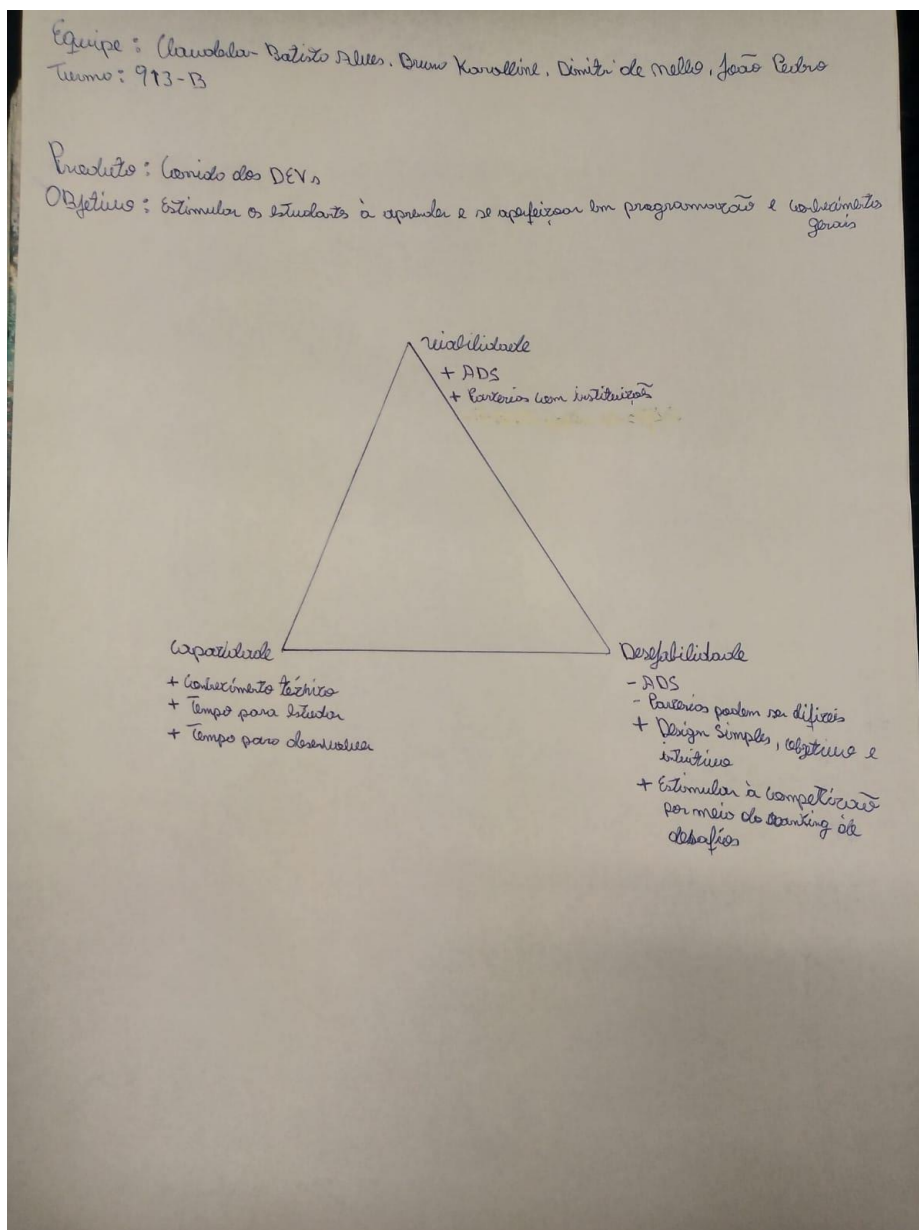 Equipe: Batista Alves, Bruno Karolline, Dimitri de Mello, João Pedro
Turma: 913-B
Produto: Corrida dos DEVs
OBjetivo: Estimular os estudantes à aprender e se aperfeiçoar em programação e conhecimentos
gerais
Viabilidade
+ ADS
+ Parcerias com instituições
Capacidade
+ Conhecimento técnico
+ Tempo para estudar
+ Tempo para desenvolver
Desejabilidade
- ADS
- Parcerias podem ser difíceis
+ Design Simples, objetivo e
intuitivo
+ Estimular à competição
por meio do ranking de
desafios